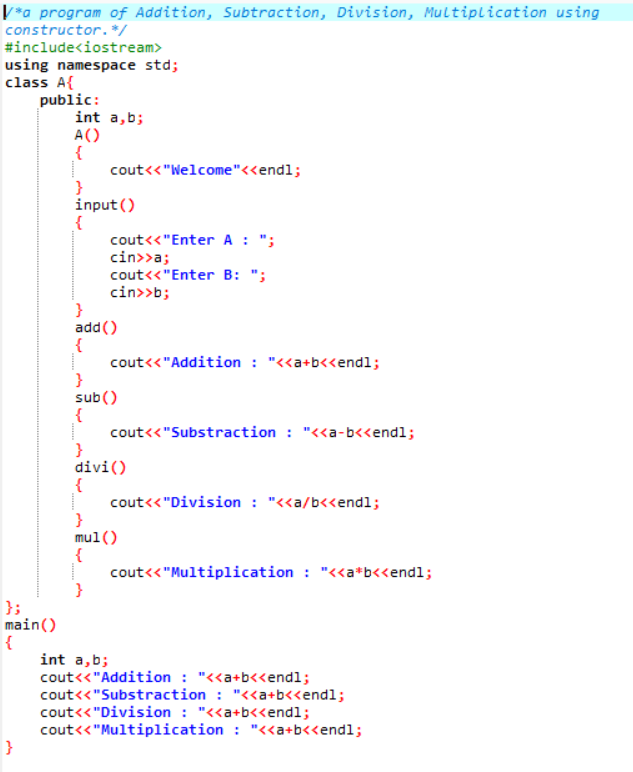 /*a program of Addition, Subtraction, Division, Multiplication using
constructor.*/
#include<iostream>
using namespace std;
class A{
    public:
        int a,b;
        A()
        {
            cout<<"Welcome"<<endl;
        }
        input()
        {
            cout<<"Enter A : ";
            cin>>a;
            cout<<"Enter B: ";
            cin>>b;
        }
        add()
        {
            cout<<"Addition : "<<a+b<<endl;
        }
        sub()
        {
            cout<<"Substraction : "<<a-b<<endl;
        }
        divi()
        {
            cout<<"Division : "<<a/b<<endl;
        }
        mul()
        {
            cout<<"Multiplication : "<<a*b<<endl;
        }
};
main()
{
    int a,b;
    cout<<"Addition : "<<a+b<<endl;
    cout<<"Substraction : "<<a+b<<endl;
    cout<<"Division : "<<a+b<<endl;
    cout<<"Multiplication : "<<a+b<<endl;
}